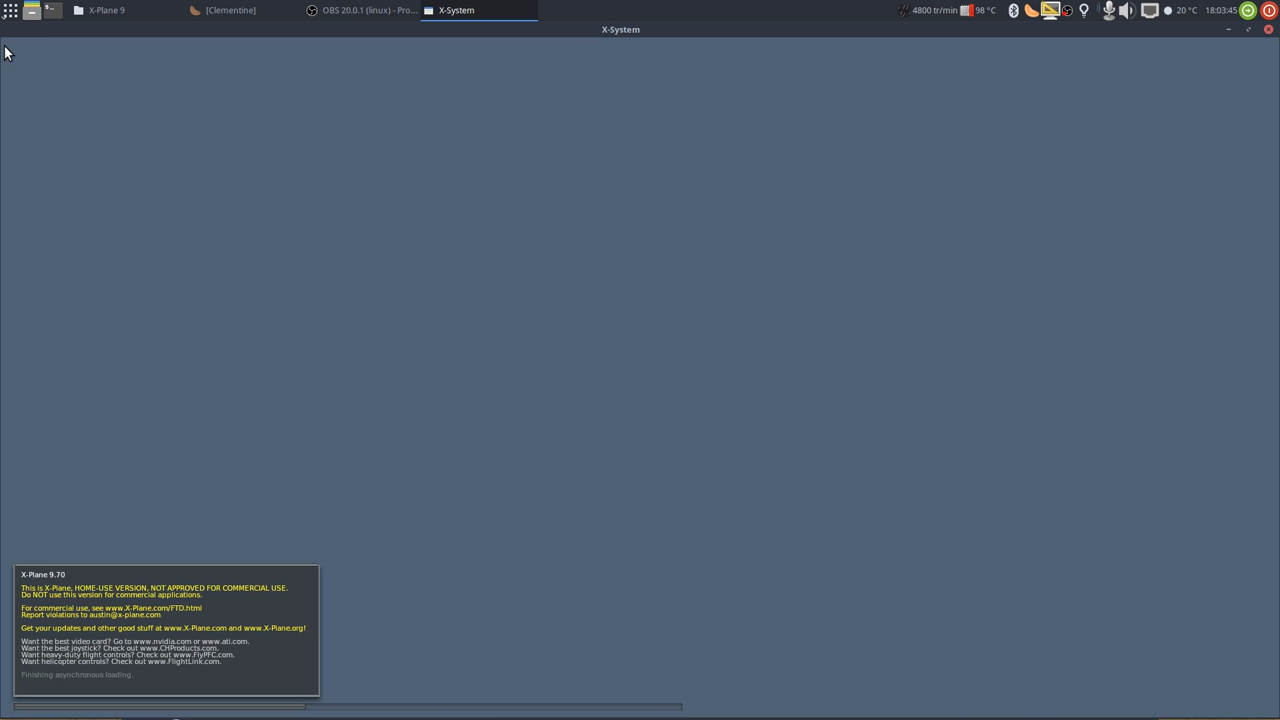 X-Plane 9
[Clementine]
OBS 20.0.1 (linux) - Pro...
X-System
4800 tr/min
98 °C
20 °C
18:03:45
X-System
X-Plane 9.70
This is X-Plane, HOME-USE VERSION, NOT APPROVED FOR COMMERCIAL USE.
Do NOT use this version for commercial applications.
For commercial use, see www.X-Plane.com/FTD.html
Report violations to austin@x-plane.com
Get your updates and other good stuff at www.X-Plane.com and www.X-Plane.org!
Want the best video card? Go to www.nvidia.com or www.ati.com.
Want the best joystick? Check out www.CHProducts.com.
Want heavy-duty flight controls? Check out www.FlyPFC.com.
Want helicopter controls? Check out www.FlightLink.com.
Finishing asynchronous loading.